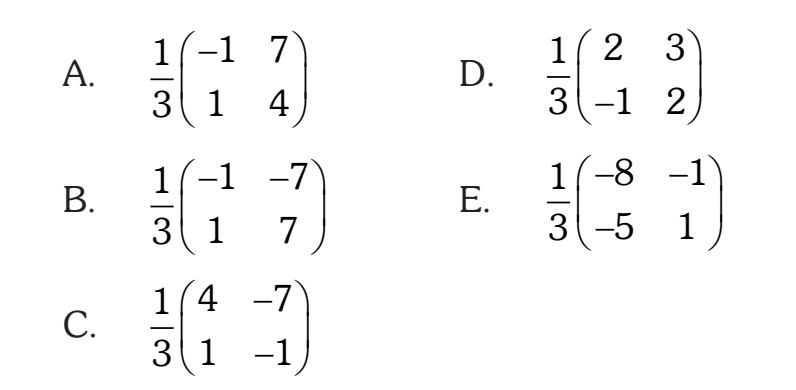 A. 1/3 (−1 7
1 4)
B. 1/3 (−1 −7
1 7)
C. 1/3 (4 −7
1 −1)
D. 1/3 (2 3
−1 2)
E. 1/3 (−8 −1
−5 1)